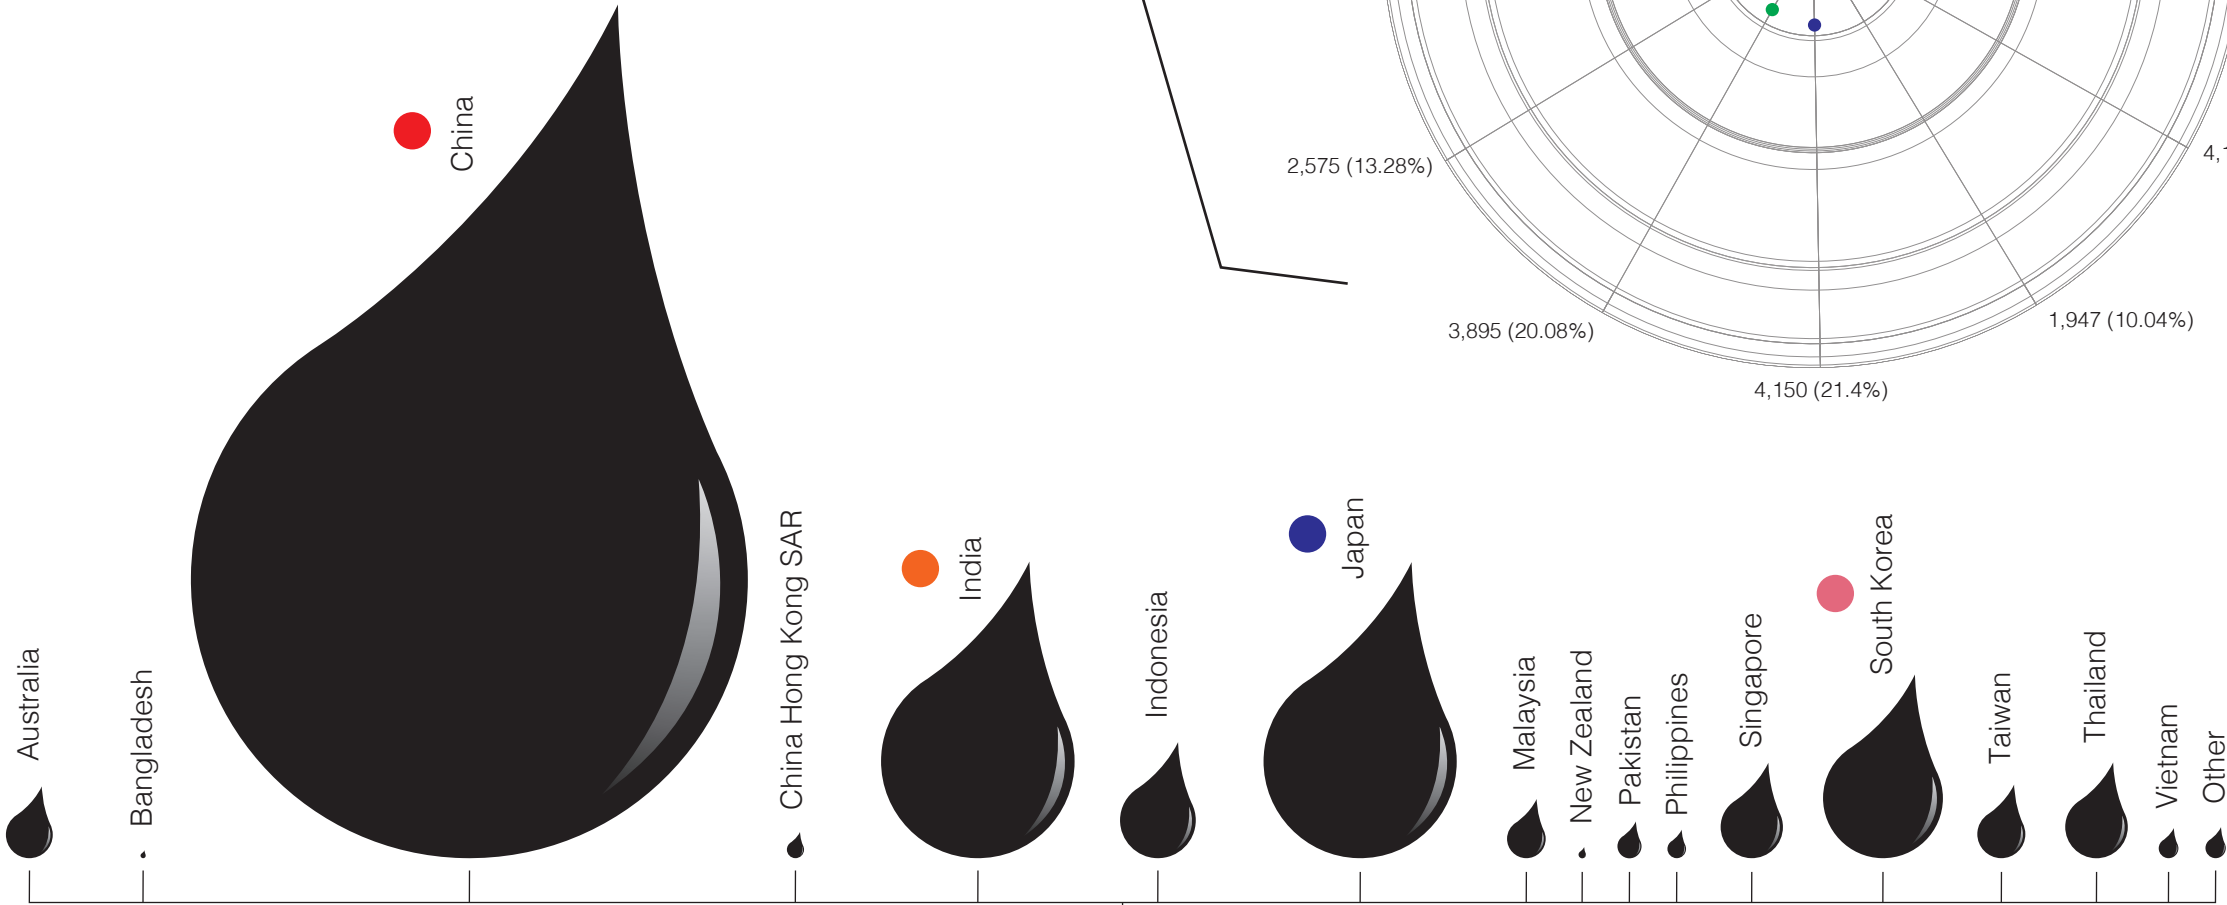 China
2,575 (13.28%)
3,895 (20.08%)
4,150 (21.4%)
1,947 (10.04%)
Australia
Bangladesh
China Hong Kong SAR
India
Indonesia
Japan
Malaysia
New Zealand
Pakistan
Philippines
Singapore
South Korea
Taiwan
Thailand
Vietnam
Other